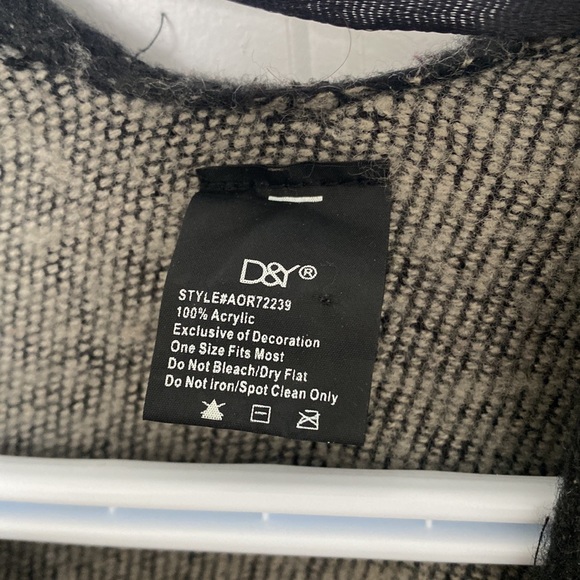 D&Y®
STYLE#AOR72239
100% Acrylic
Exclusive of Decoration
One Size Fits Most
Do Not Bleach/Dry Flat
Do Not Iron/Spot Clean Only